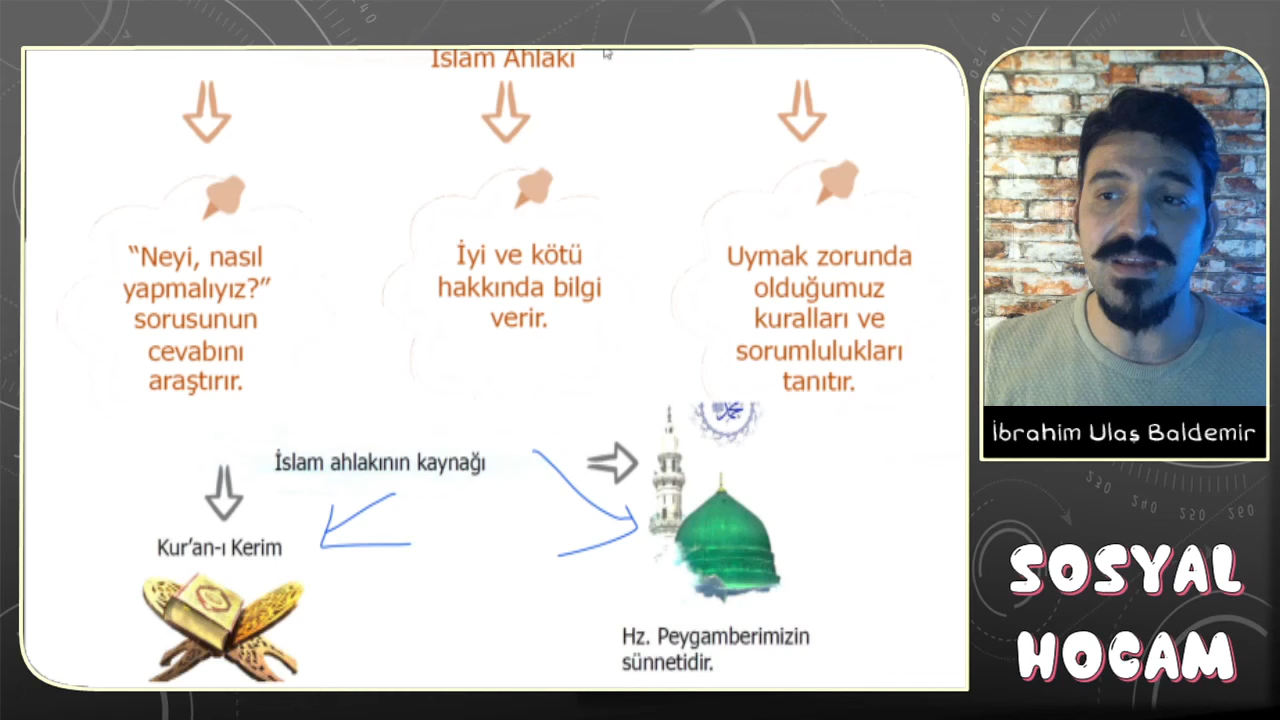 İslam Ahlakı
“Neyi, nasıl
yapmalıyız?”
sorusunun
cevabını
araştırır.
İyi ve kötü
hakkında bilgi
verir.
Uymak zorunda
olduğumuz
kuralları ve
sorumlulukları
tanıtır.
İslam ahlakının kaynağı
Kur’an-ı Kerim
Hz. Peygamberimizin
sünnetidir.
İbrahim Ulaş Baldemir
SOSYAL
HOCAM